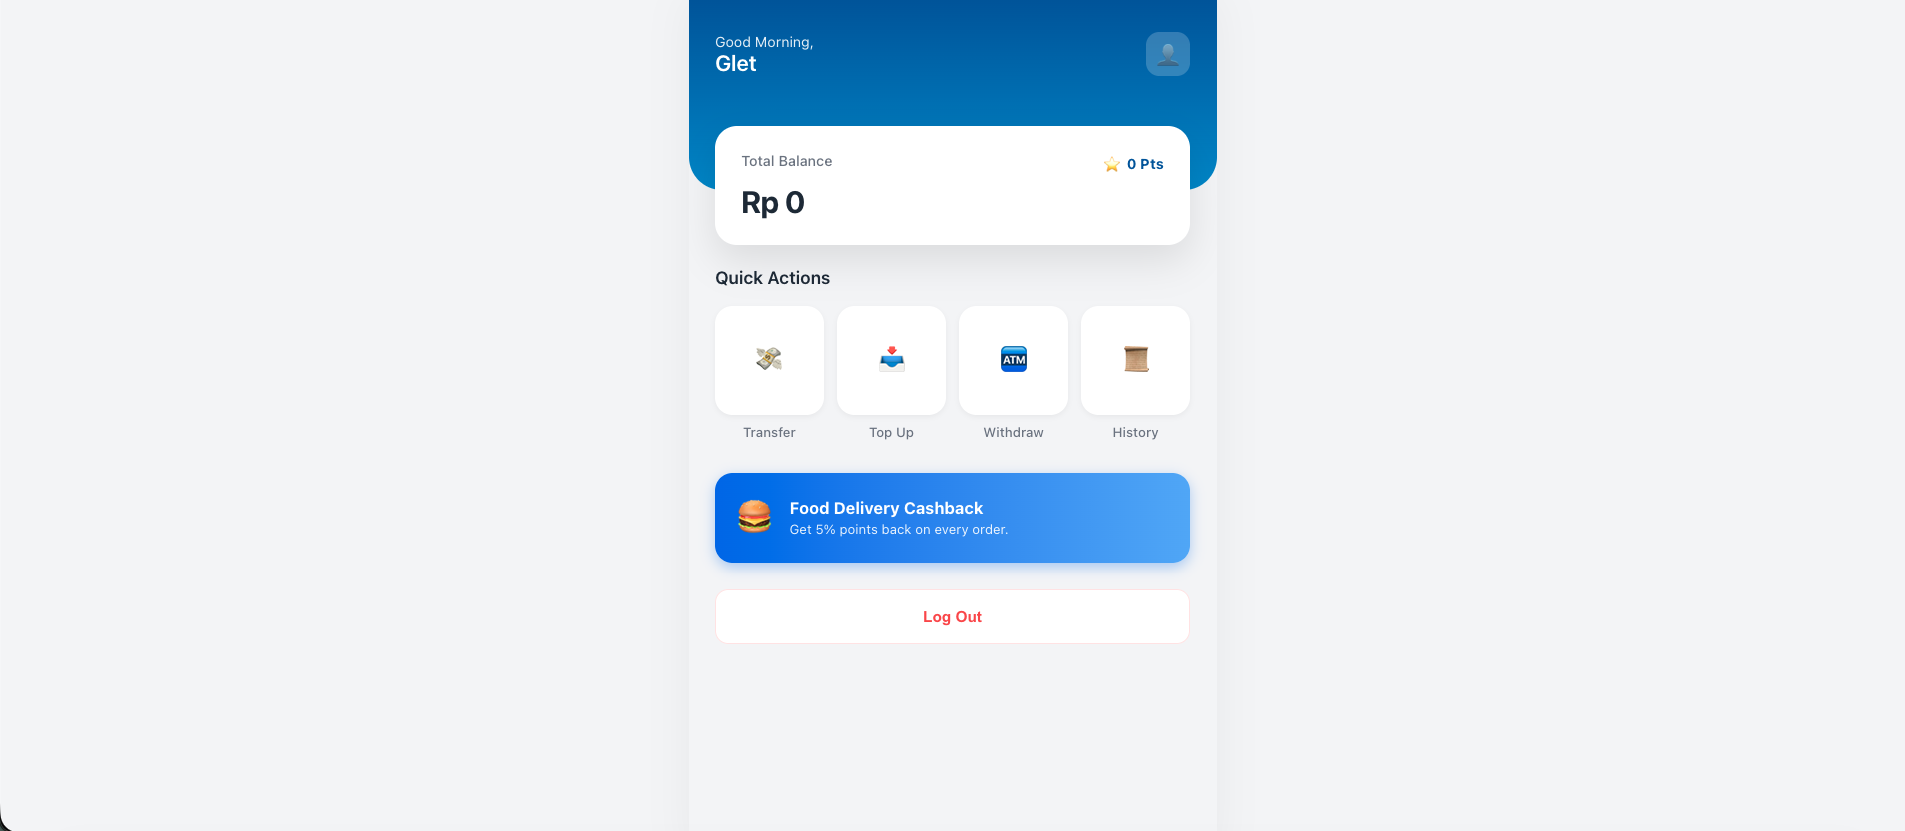 Good Morning,
Glet
Total Balance
0 Pts
Rp 0
Quick Actions
ATM
Transfer
Top Up
Withdraw
History
Food Delivery Cashback
Get 5% points back on every order.
Log Out